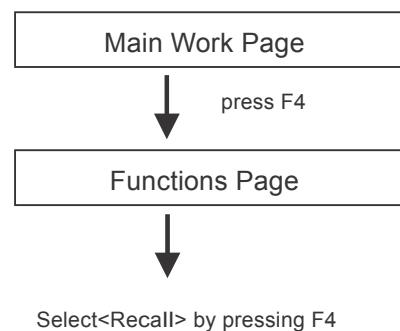 Main Work Page
press F4
Functions Page
Select<Recall> by pressing F4